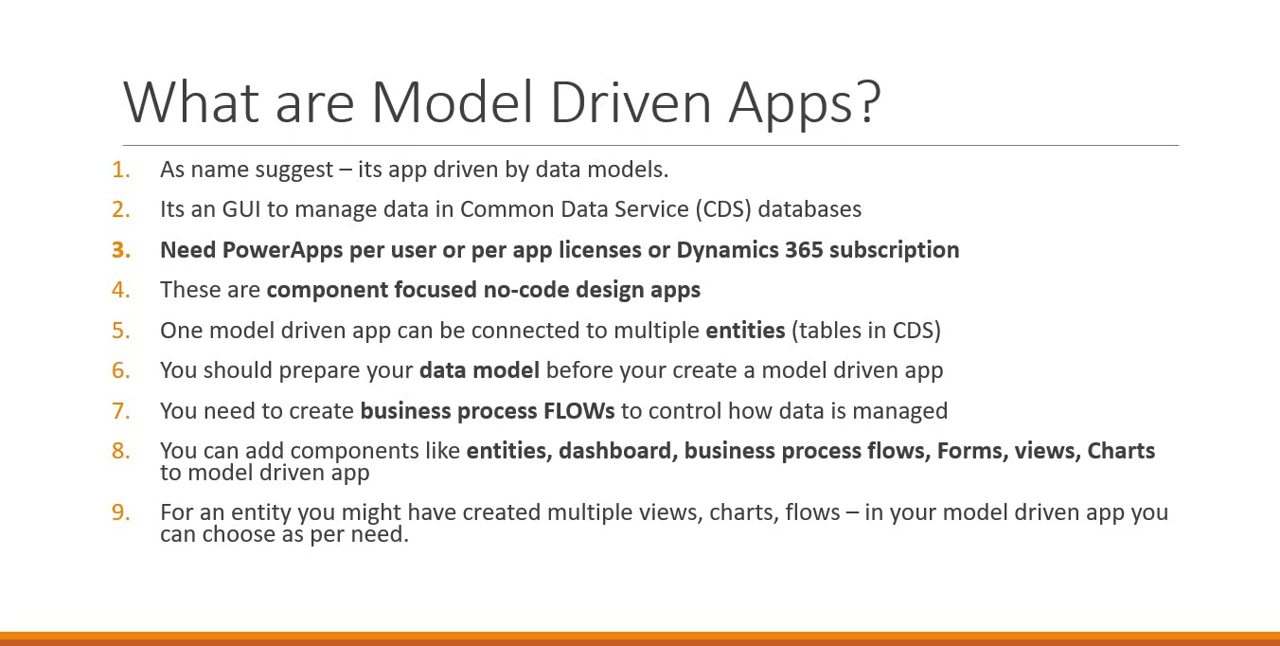 What are Model Driven Apps?
1. As name suggest – its app driven by data models.
2. Its an GUI to manage data in Common Data Service (CDS) databases
3. Need PowerApps per user or per app licenses or Dynamics 365 subscription
4. These are component focused no-code design apps
5. One model driven app can be connected to multiple entities (tables in CDS)
6. You should prepare your data model before your create a model driven app
7. You need to create business process FLOWs to control how data is managed
8. You can add components like entities, dashboard, business process flows, Forms, views, Charts
to model driven app
9. For an entity you might have created multiple views, charts, flows – in your model driven app you
can choose as per need.